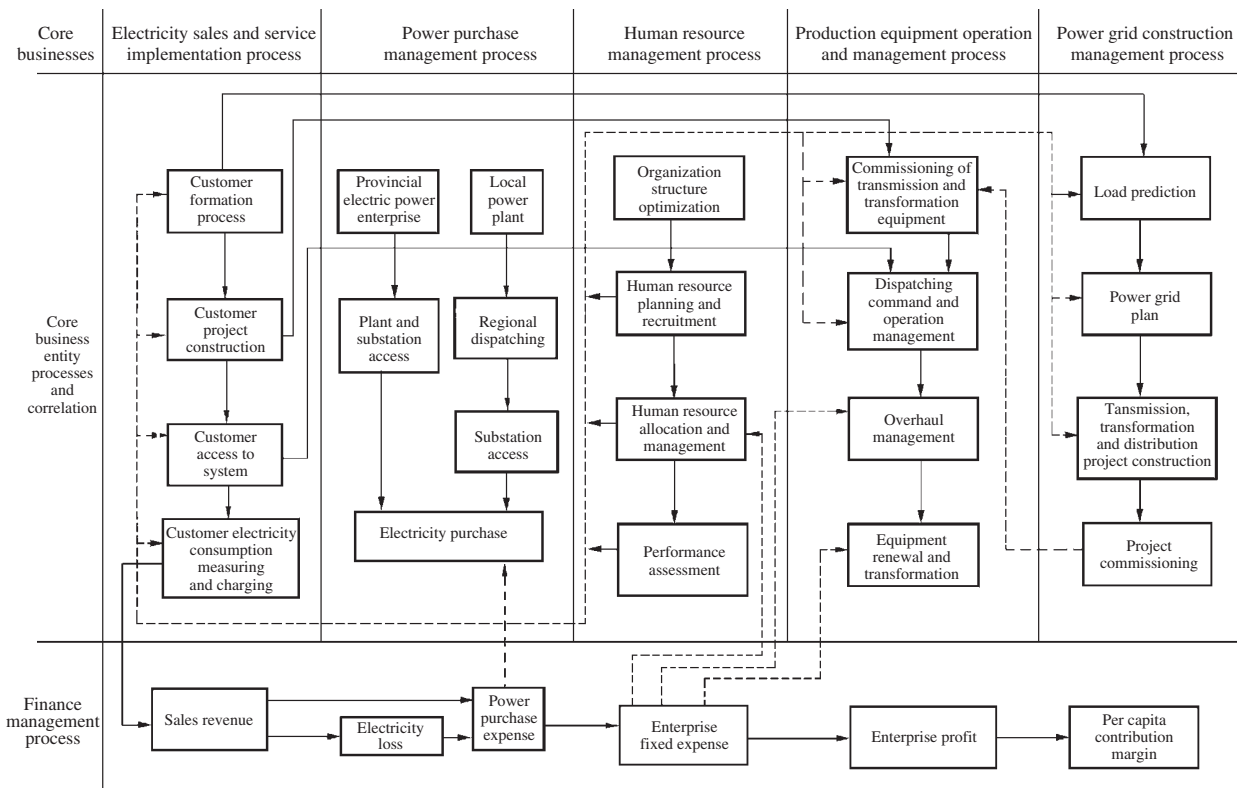 Core
businesses
Electricity sales and service
implementation process
Power purchase
management process
Human resource
management process
Production equipment operation
and management process
Power grid construction
management process
Core
business
entity
processes
and
correlation
Customer
formation
process
Customer
project
construction
Customer
access to
system
Customer electricity
consumption
measuring
and charging
Provincial
electric power
enterprise
Local
power
plant
Plant and
substation
access
Regional
dispatching
Substation
access
Electricity purchase
Organization
structure
optimization
Human resource
planning and
recruitment
Human resource
allocation and
management
Performance
assessment
Commissioning of
transmission and
transformation
equipment
Dispatching
command and
operation
management
Overhaul
management
Equipment
renewal and
transformation
Load prediction
Power grid
plan
Tansmission,
transformation
and distribution
project construction
Project
commissioning
Finance
management
process
Sales revenue
Electricity
loss
Power
purchase
expense
Enterprise
fixed expense
Enterprise profit
Per capita
contribution
margin